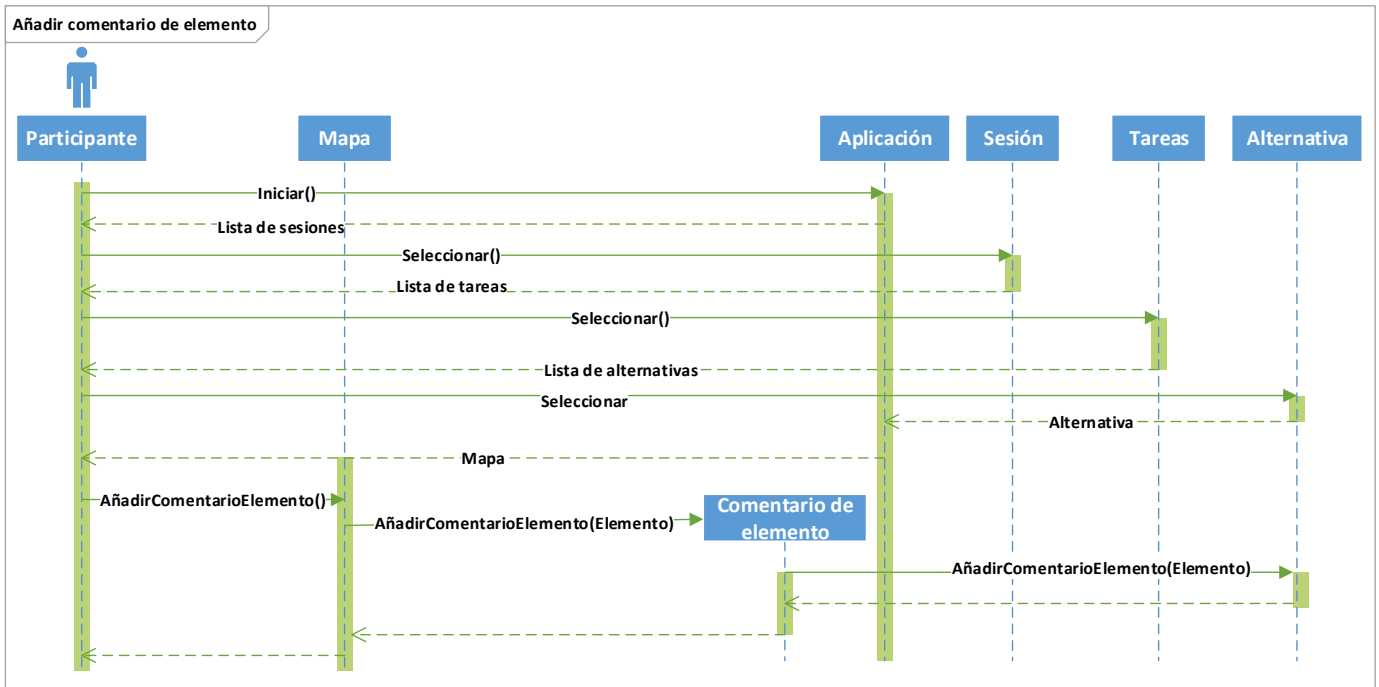 Añadir comentario de elemento
Participante
Mapa
Aplicación
Sesión
Tareas
Alternativa
Iniciar()
Lista de sesiones
Seleccionar()
Lista de tareas
Seleccionar()
Lista de alternativas
Seleccionar
Alternativa
Mapa
AñadirComentarioElemento()
Comentario de
elemento
AñadirComentarioElemento(Elemento)
AñadirComentarioElemento(Elemento)